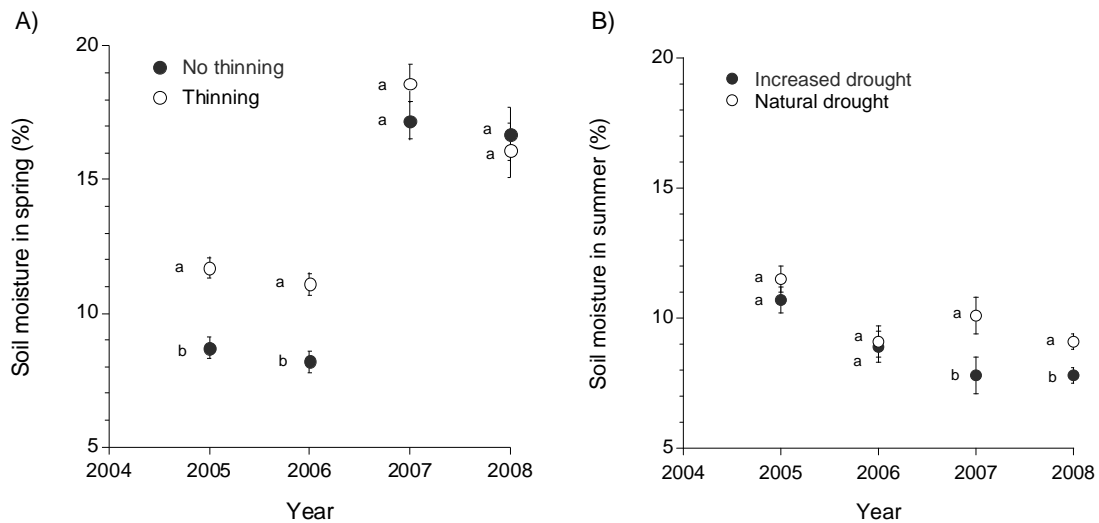 A)
Soil moisture in spring (%)
20
15
10
5
No thinning
Thinning
a
a
a
a
a
a
b
b
2004
2005
2006
2007
2008
Year
B)
Soil moisture in summer (%)
20
15
10
5
Increased drought
Natural drought
a
a
a
a
a
b
a
b
2004
2005
2006
2007
2008
Year